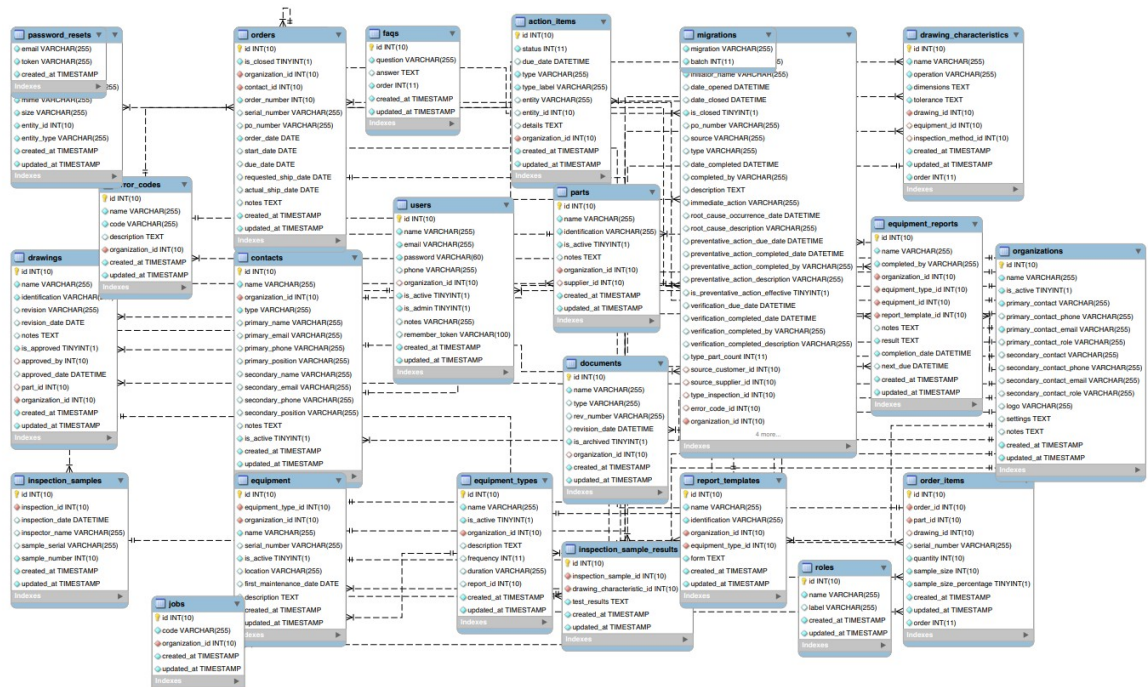 password_resets
email VARCHAR(255)
token VARCHAR(255)
created_at TIMESTAMP
Indexes
size VARCHAR(255)
entity_id INT(10)
entity_type VARCHAR(255)
created_at TIMESTAMP
updated_at TIMESTAMP
Indexes
orders
id INT(10)
is_closed TINYINT(1)
organization_id INT(10)
contact_id INT(10)
order_number INT(10)
serial_number VARCHAR(255)
po_number VARCHAR(255)
order_date DATE
start_date DATE
due_date DATE
requested_ship_date DATE
actual_ship_date DATE
notes TEXT
created_at TIMESTAMP
updated_at TIMESTAMP
Indexes
faqs
id INT(10)
question VARCHAR(255)
answer TEXT
order INT(11)
created_at TIMESTAMP
updated_at TIMESTAMP
Indexes
action_items
id INT(10)
status INT(11)
due_date DATETIME
type VARCHAR(255)
type_label VARCHAR(255)
entity VARCHAR(255)
entity_id INT(10)
details TEXT
organization_id INT(10)
created_at TIMESTAMP
updated_at TIMESTAMP
Indexes
migrations
migration VARCHAR(255)
batch INT(11)
Indexes
initiator_name VARCHAR(255)
date_opened DATETIME
date_closed DATETIME
is_closed TINYINT(1)
po_number VARCHAR(255)
source VARCHAR(255)
type VARCHAR(255)
date_completed DATETIME
completed_by VARCHAR(255)
description TEXT
immediate_action VARCHAR(255)
root_cause_occurrence_date DATETIME
root_cause_description VARCHAR(255)
preventative_action_due_date DATETIME
preventative_action_completed_date DATETIME
preventative_action_completed_by VARCHAR(255)
preventative_action_description VARCHAR(255)
is_preventative_action_effective TINYINT(1)
verification_due_date DATETIME
verification_completed_date DATETIME
verification_completed_by VARCHAR(255)
verification_completed_description VARCHAR(255)
type_part_count INT(11)
source_customer_id INT(10)
source_supplier_id INT(10)
type_inspection_id INT(10)
error_code_id INT(10)
organization_id INT(10)
4 more...
Indexes
drawing_characteristics
id INT(10)
name VARCHAR(255)
operation VARCHAR(255)
dimensions TEXT
tolerance TEXT
drawing_id INT(10)
equipment_id INT(10)
inspection_method_id INT(10)
created_at TIMESTAMP
updated_at TIMESTAMP
order INT(11)
Indexes
error_codes
id INT(10)
name VARCHAR(255)
code VARCHAR(255)
description TEXT
organization_id INT(10)
created_at TIMESTAMP
updated_at TIMESTAMP
Indexes
users
id INT(10)
name VARCHAR(255)
email VARCHAR(255)
password VARCHAR(60)
phone VARCHAR(255)
organization_id INT(10)
is_active TINYINT(1)
is_admin TINYINT(1)
notes VARCHAR(255)
remember_token VARCHAR(100)
created_at TIMESTAMP
updated_at TIMESTAMP
Indexes
parts
id INT(10)
name VARCHAR(255)
identification VARCHAR(255)
is_active TINYINT(1)
notes TEXT
organization_id INT(10)
supplier_id INT(10)
created_at TIMESTAMP
updated_at TIMESTAMP
Indexes
equipment_reports
id INT(10)
name VARCHAR(255)
completed_by VARCHAR(255)
organization_id INT(10)
equipment_type_id INT(10)
equipment_id INT(10)
report_template_id INT(10)
notes TEXT
result TEXT
completion_date DATETIME
next_due DATETIME
created_at TIMESTAMP
updated_at TIMESTAMP
Indexes
organizations
id INT(10)
name VARCHAR(255)
is_active TINYINT(1)
primary_contact VARCHAR(255)
primary_contact_phone VARCHAR(255)
primary_contact_email VARCHAR(255)
primary_contact_role VARCHAR(255)
secondary_contact VARCHAR(255)
secondary_contact_phone VARCHAR(255)
secondary_contact_email VARCHAR(255)
secondary_contact_role VARCHAR(255)
logo VARCHAR(255)
settings TEXT
notes TEXT
created_at TIMESTAMP
updated_at TIMESTAMP
Indexes
drawings
id INT(10)
name VARCHAR(255)
identification
revision VARCHAR(255)
revision_date DATE
notes TEXT
is_approved TINYINT(1)
approved_by INT(10)
approved_date DATETIME
part_id INT(10)
organization_id INT(10)
created_at TIMESTAMP
updated_at TIMESTAMP
Indexes
contacts
id INT(10)
name VARCHAR(255)
organization_id INT(10)
type VARCHAR(255)
primary_name VARCHAR(255)
primary_email VARCHAR(255)
primary_phone VARCHAR(255)
primary_position VARCHAR(255)
secondary_name VARCHAR(255)
secondary_email VARCHAR(255)
secondary_phone VARCHAR(255)
secondary_position VARCHAR(255)
notes TEXT
is_active TINYINT(1)
created_at TIMESTAMP
updated_at TIMESTAMP
documents
id INT(10)
name VARCHAR(255)
type VARCHAR(255)
rev_number VARCHAR(255)
revision_date DATETIME
is_archived TINYINT(1)
organization_id INT(10)
created_at TIMESTAMP
updated_at TIMESTAMP
Indexes
inspection_samples
id INT(10)
inspection_id INT(10)
inspection_date DATETIME
inspector_name VARCHAR(255)
sample_serial VARCHAR(255)
sample_number INT(10)
created_at TIMESTAMP
updated_at TIMESTAMP
Indexes
equipment
id INT(10)
equipment_type_id INT(10)
organization_id INT(10)
name VARCHAR(255)
serial_number VARCHAR(255)
is_active TINYINT(1)
location VARCHAR(255)
first_maintenance_date DATE
description TEXT
created_at TIMESTAMP
updated_at TIMESTAMP
Indexes
equipment_types
id INT(10)
name VARCHAR(255)
is_active TINYINT(1)
organization_id INT(10)
description TEXT
frequency INT(11)
duration VARCHAR(255)
report_id INT(10)
created_at TIMESTAMP
updated_at TIMESTAMP
Indexes
inspection_sample_results
id INT(10)
inspection_sample_id INT(10)
drawing_characteristic_id INT(10)
test_results TEXT
created_at TIMESTAMP
updated_at TIMESTAMP
Indexes
report_templates
id INT(10)
name VARCHAR(255)
identification VARCHAR(255)
organization_id INT(10)
equipment_type_id INT(10)
form TEXT
created_at TIMESTAMP
updated_at TIMESTAMP
Indexes
roles
id INT(10)
name VARCHAR(255)
label VARCHAR(255)
created_at TIMESTAMP
updated_at TIMESTAMP
Indexes
order_items
id INT(10)
order_id INT(10)
part_id INT(10)
drawing_id INT(10)
serial_number VARCHAR(255)
quantity INT(10)
sample_size INT(10)
sample_size_percentage TINYINT(1)
created_at TIMESTAMP
updated_at TIMESTAMP
order INT(11)
Indexes
jobs
id INT(10)
code VARCHAR(255)
organization_id INT(10)
created_at TIMESTAMP
updated_at TIMESTAMP
Indexes